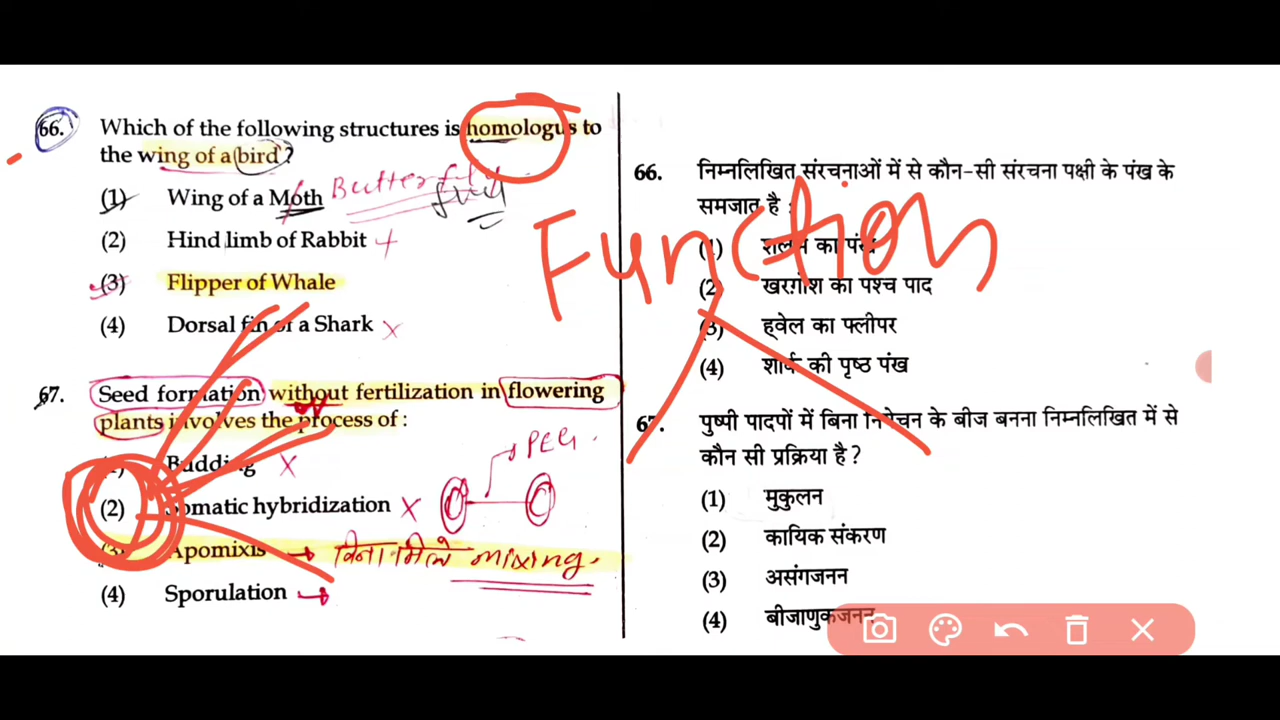 66. Which of the following structures is homologus to
the wing of a bird ?
(1) Wing of a Moth Butterfly
(2) Hind limb of Rabbit
(3) Flipper of Whale
(4) Dorsal fin of a Shark
67. Seed formation without fertilization in flowering
plants involves the process of :
(1) Budding
PEG.
(2) Somatic hybridization
(3) Apomixis → बिना मिले mixing.
(4) Sporulation →
Function
66. निम्नलिखित संरचनाओं में से कौन-सी संरचना पक्षी के पंख के
समजात है :
(1) शलभ का पंख
(2) खरग़ोश का पश्च पाद
(3) ह्वेल का फ्लीपर
(4) शार्क की पृष्ठ पंख
67. पुष्पी पादपों में बिना निषेचन के बीज बनना निम्नलिखित में से
कौन सी प्रक्रिया है ?
(1) मुकुलन
(2) कायिक संकरण
(3) असंगजनन
(4) बीजाणुकजनन